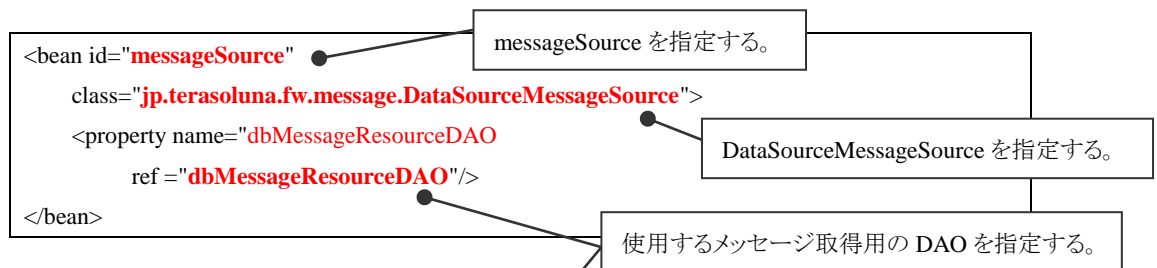 messageSource を指定する。
<bean id="messageSource"
class="jp.terasoluna.fw.message.DataSourceMessageSource">
<property name="dbMessageResourceDAO
DataSourceMessageSource を指定する。
ref ="dbMessageResourceDAO"/>
</bean>
使用するメッセージ取得用の DAO を指定する。